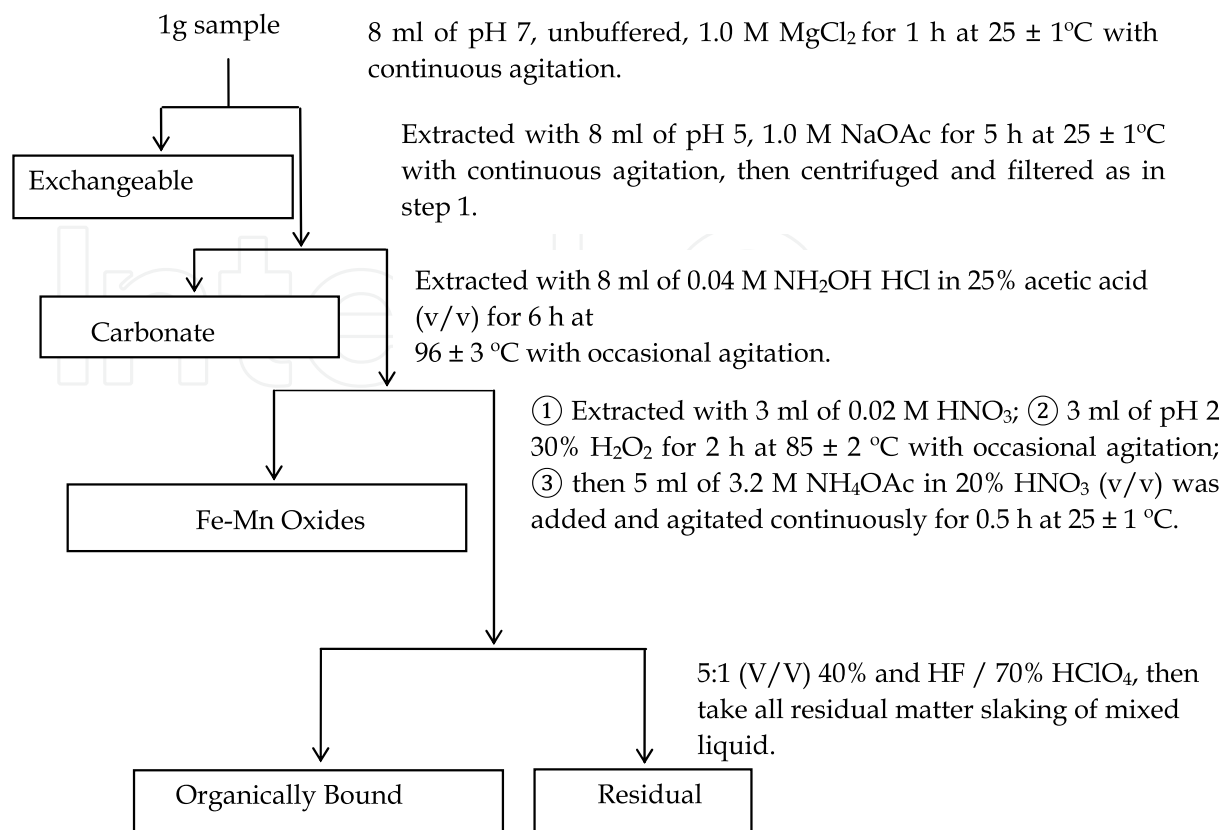 1g sample
8 ml of pH 7, unbuffered, 1.0 M MgCl₂ for 1 h at 25 ± 1ºC with
continuous agitation.
Extracted with 8 ml of pH 5, 1.0 M NaOAc for 5 h at 25 ± 1ºC
with continuous agitation, then centrifuged and filtered as in
step 1.
Exchangeable
Extracted with 8 ml of 0.04 M NH₂OH HCl in 25% acetic acid
(v/v) for 6 h at
96 ± 3 ºC with occasional agitation.
Carbonate
① Extracted with 3 ml of 0.02 M HNO₃; ② 3 ml of pH 2
30% H₂O₂ for 2 h at 85 ± 2 ºC with occasional agitation;
③ then 5 ml of 3.2 M NH₄OAc in 20% HNO₃ (v/v) was
added and agitated continuously for 0.5 h at 25 ± 1 ºC.
Fe-Mn Oxides
5:1 (V/V) 40% and HF / 70% HClO₄, then
take all residual matter slaking of mixed
liquid.
Organically Bound
Residual